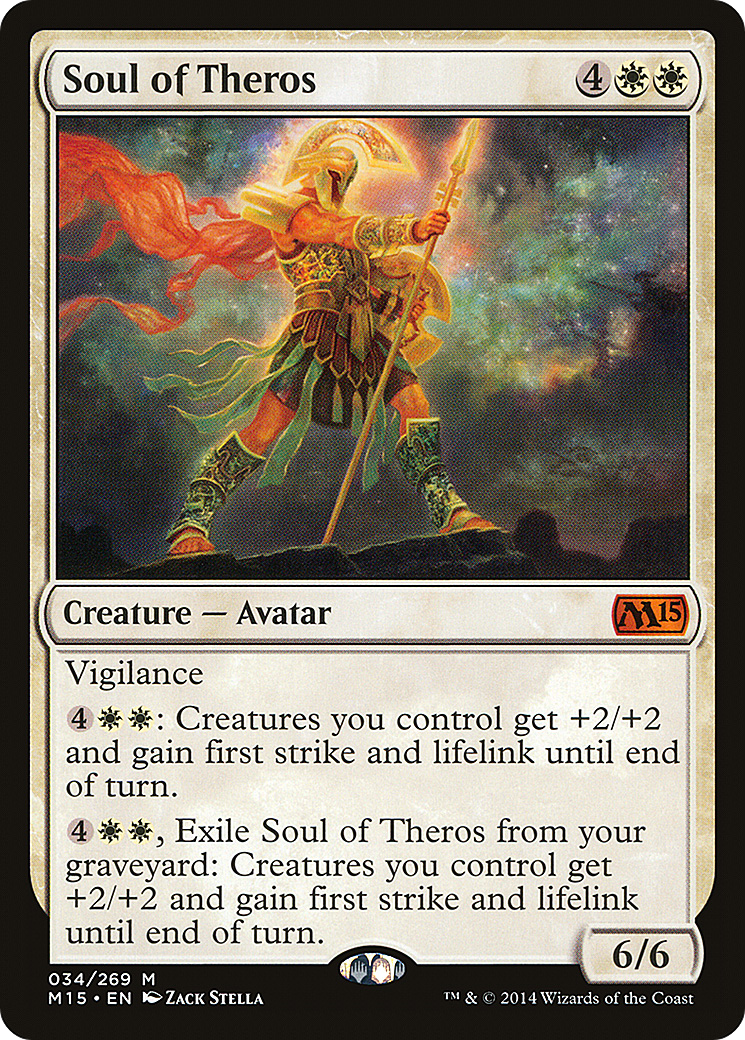 Soul of Theros 4
Creature — Avatar M15
Vigilance
4: Creatures you control get +2/+2
and gain first strike and lifelink until end
of turn.
4, Exile Soul of Theros from your
graveyard: Creatures you control get
+2/+2 and gain first strike and lifelink
until end of turn.
6/6
034/269 M
M15 • EN Zack Stella ™ & © 2014 Wizards of the Coast